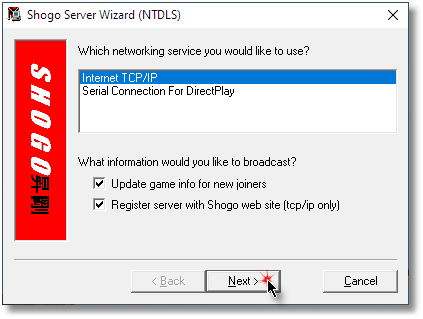 Shogo Server Wizard (NTDLS)
Which networking service you would like to use?
Internet TCP/IP
Serial Connection For DirectPlay
What information would you like to broadcast?
Update game info for new joiners
Register server with Shogo web site (tcp/ip only)
SHOGO
< Back
Next >
Cancel